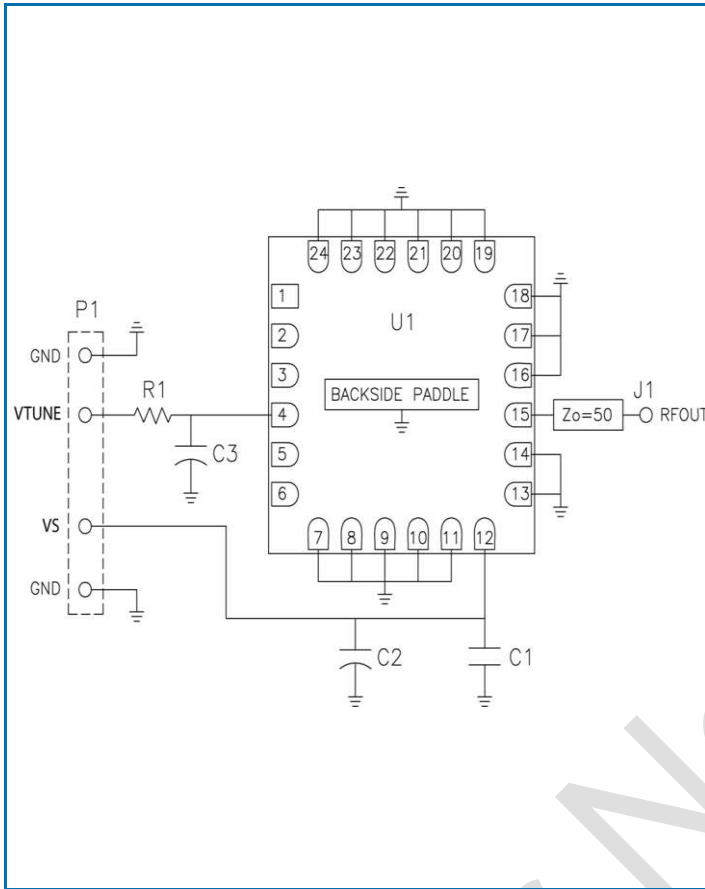 24 23 22 21 20 19
1
18
P1
2
U1
17
GND
3
16
R1
BACKSIDE PADDLE
J1
VTUNE
4
15
Zo=50
RFOUT
C3
5
14
6
13
VS
7 8 9 10 11 12
GND
C2
C1